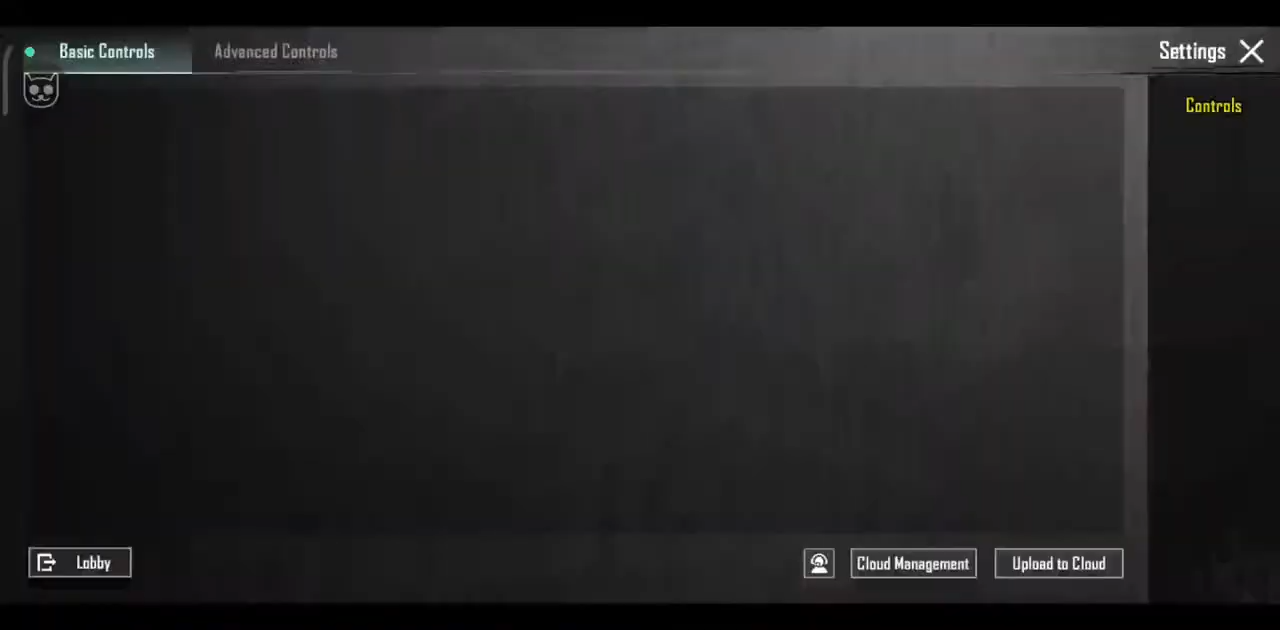 Basic Controls
Advanced Controls
Settings
Controls
Lobby
Cloud Management
Upload to Cloud